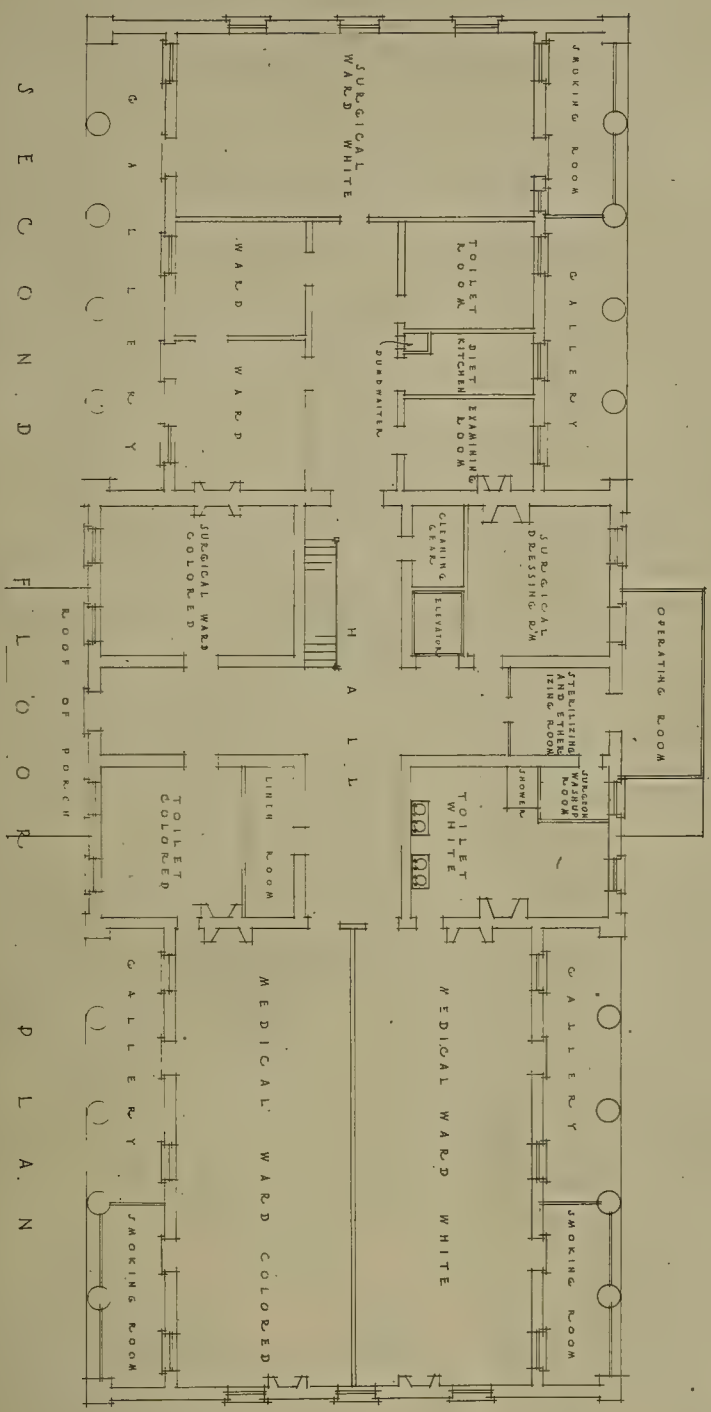 SMOKING ROOM
GALLERY
SURGICAL
WARD WHITE
TOILET
ROOM
DIET
KITCHEN
EXAMINING
ROOM
DUMBWAITER
WARD
WARD
GALLERY
OPERATING ROOM
SURGICAL
DRESSING R'M
CLEANING
GEAR
ELEVATOR
STERILIZING
AND ETHER
IZING ROOM
SURGEON
WASHUP
ROOM
SHOWER
TOILET
WHITE
HALL
SURGICAL WARD
COLORED
LINEN ROOM
TOILET
COLORED
ROOF OF PORCH
GALLERY
SMOKING ROOM
MEDICAL WARD WHITE
MEDICAL WARD COLORED
GALLERY
SMOKING ROOM
SECOND FLOOR PLAN